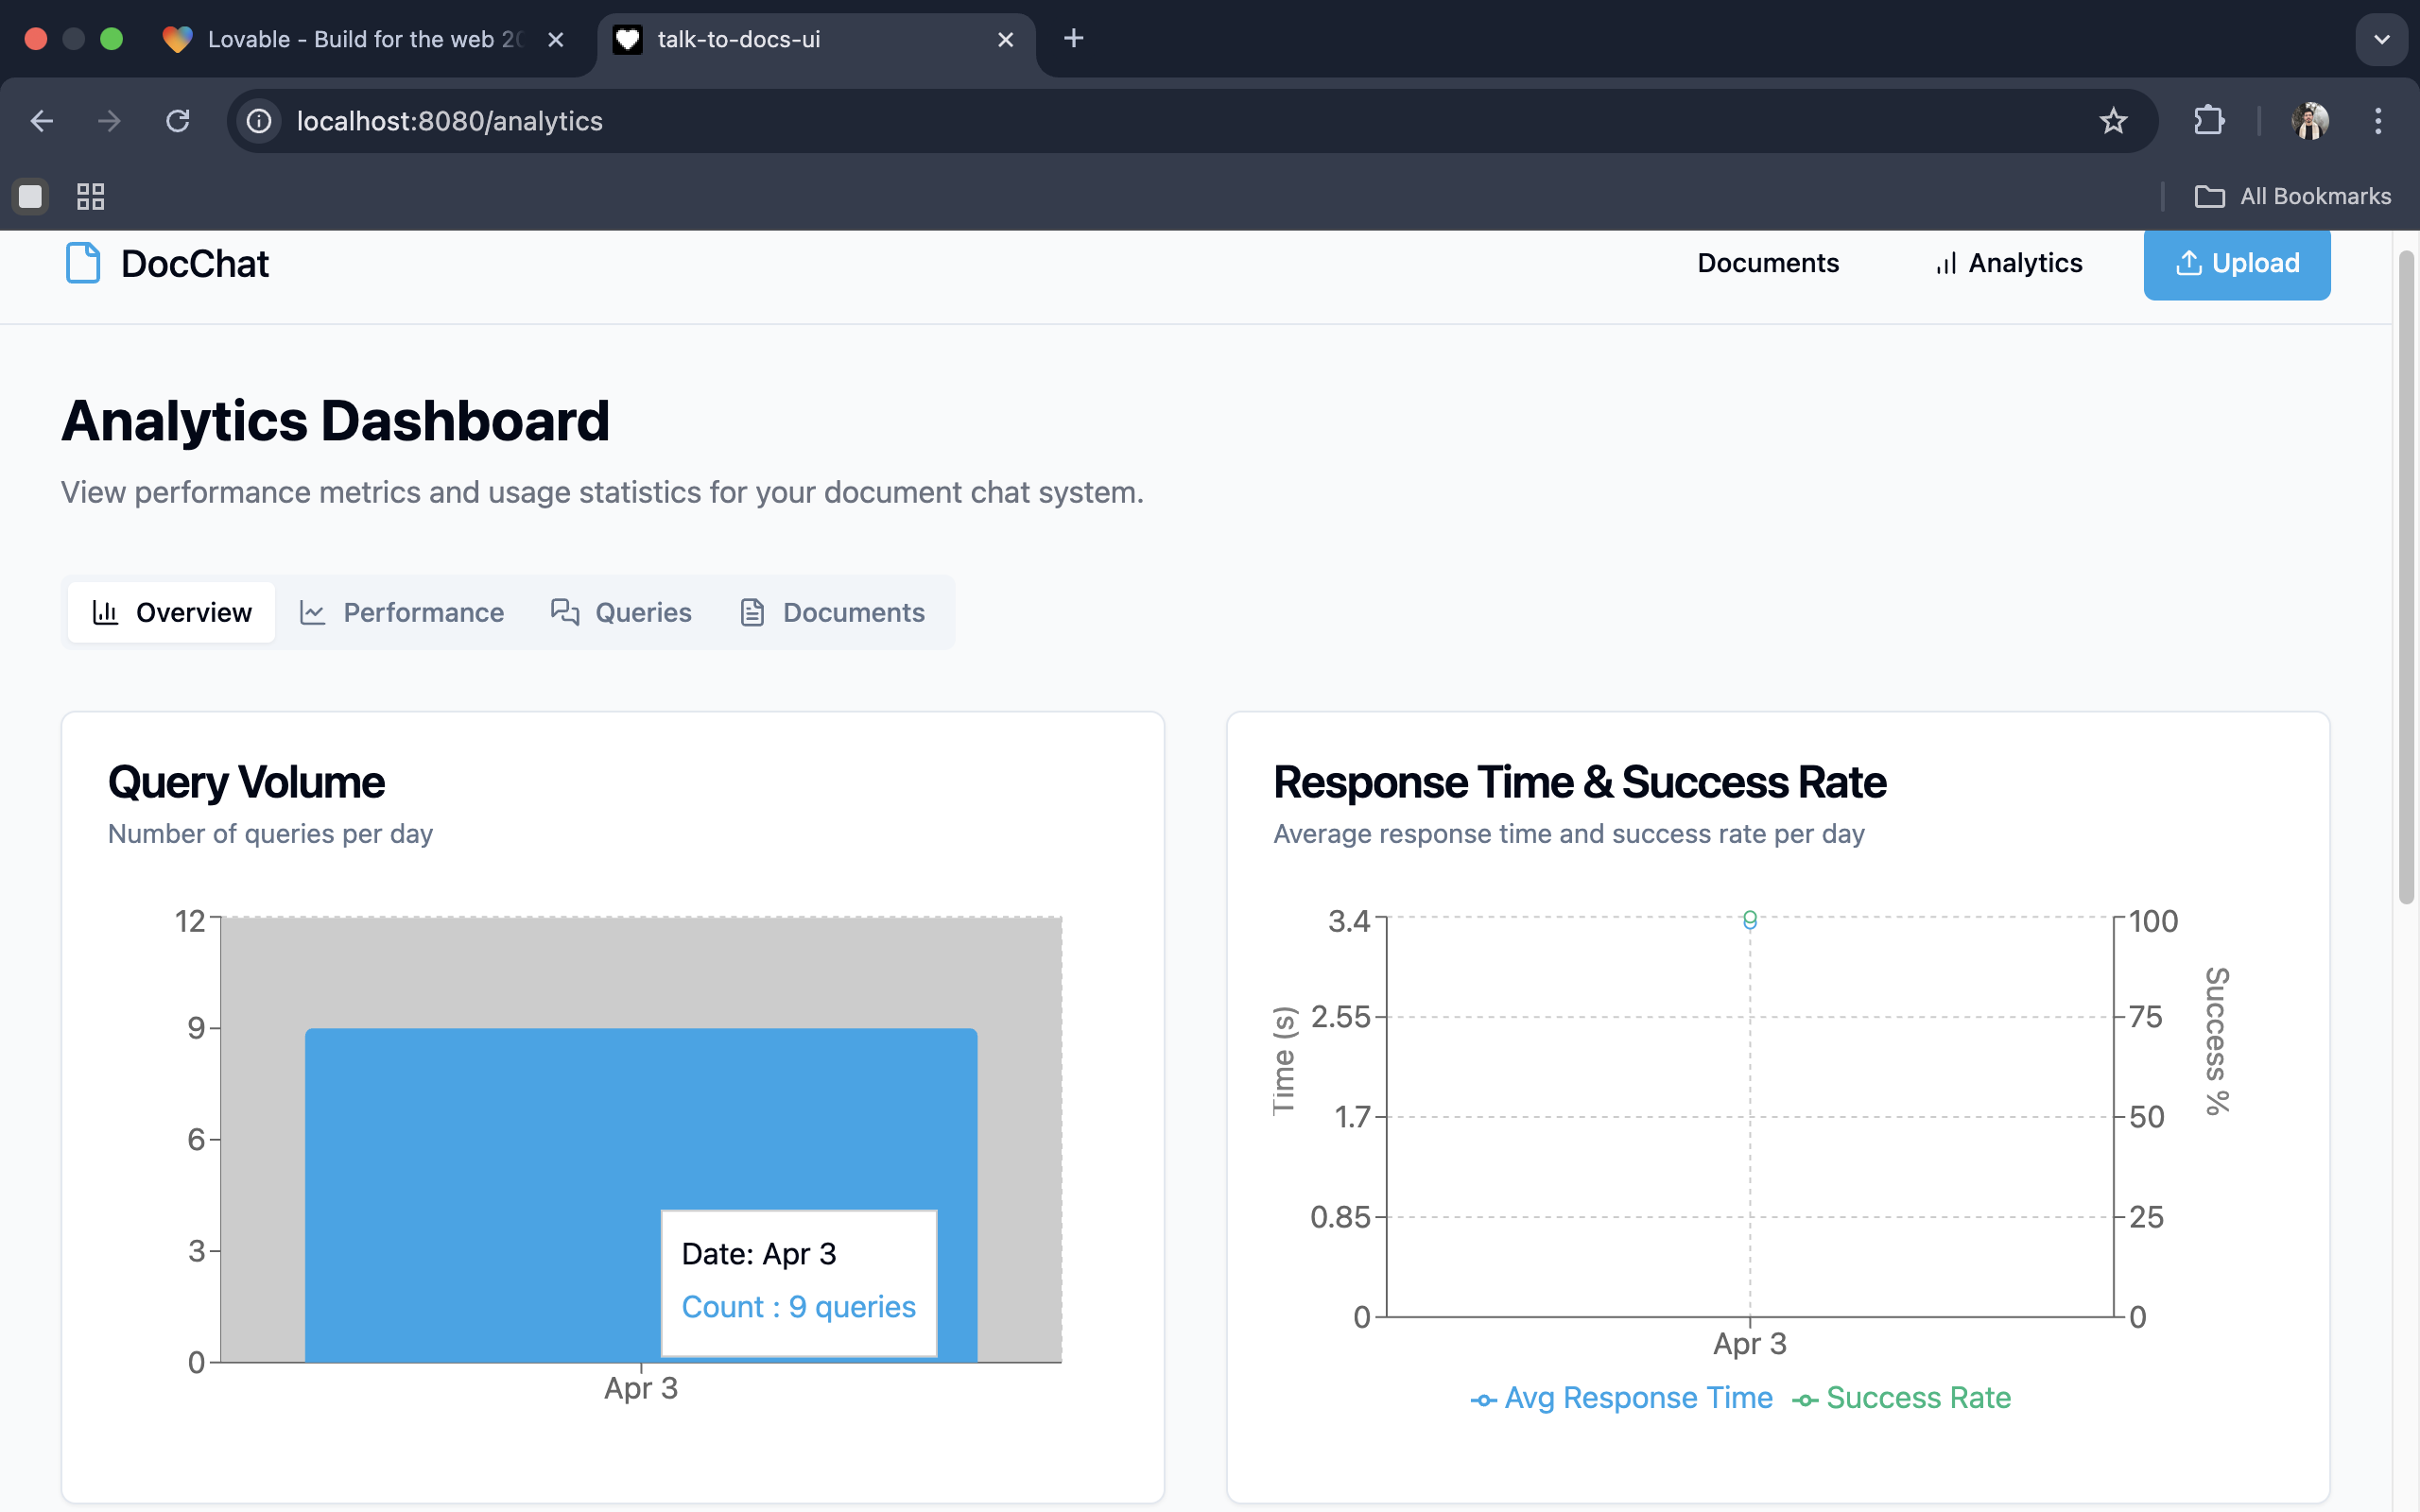 Lovable - Build for the web 20
talk-to-docs-ui
localhost:8080/analytics
All Bookmarks
DocChat
Documents
Analytics
Upload
Analytics Dashboard
View performance metrics and usage statistics for your document chat system.
Overview
Performance
Queries
Documents
Query Volume
Number of queries per day
12
9
6
3
0
Date: Apr 3
Count : 9 queries
Apr 3
Response Time & Success Rate
Average response time and success rate per day
Time (s)
3.4
2.55
1.7
0.85
0
100
75
50
25
0
Success %
Apr 3
Avg Response Time
Success Rate